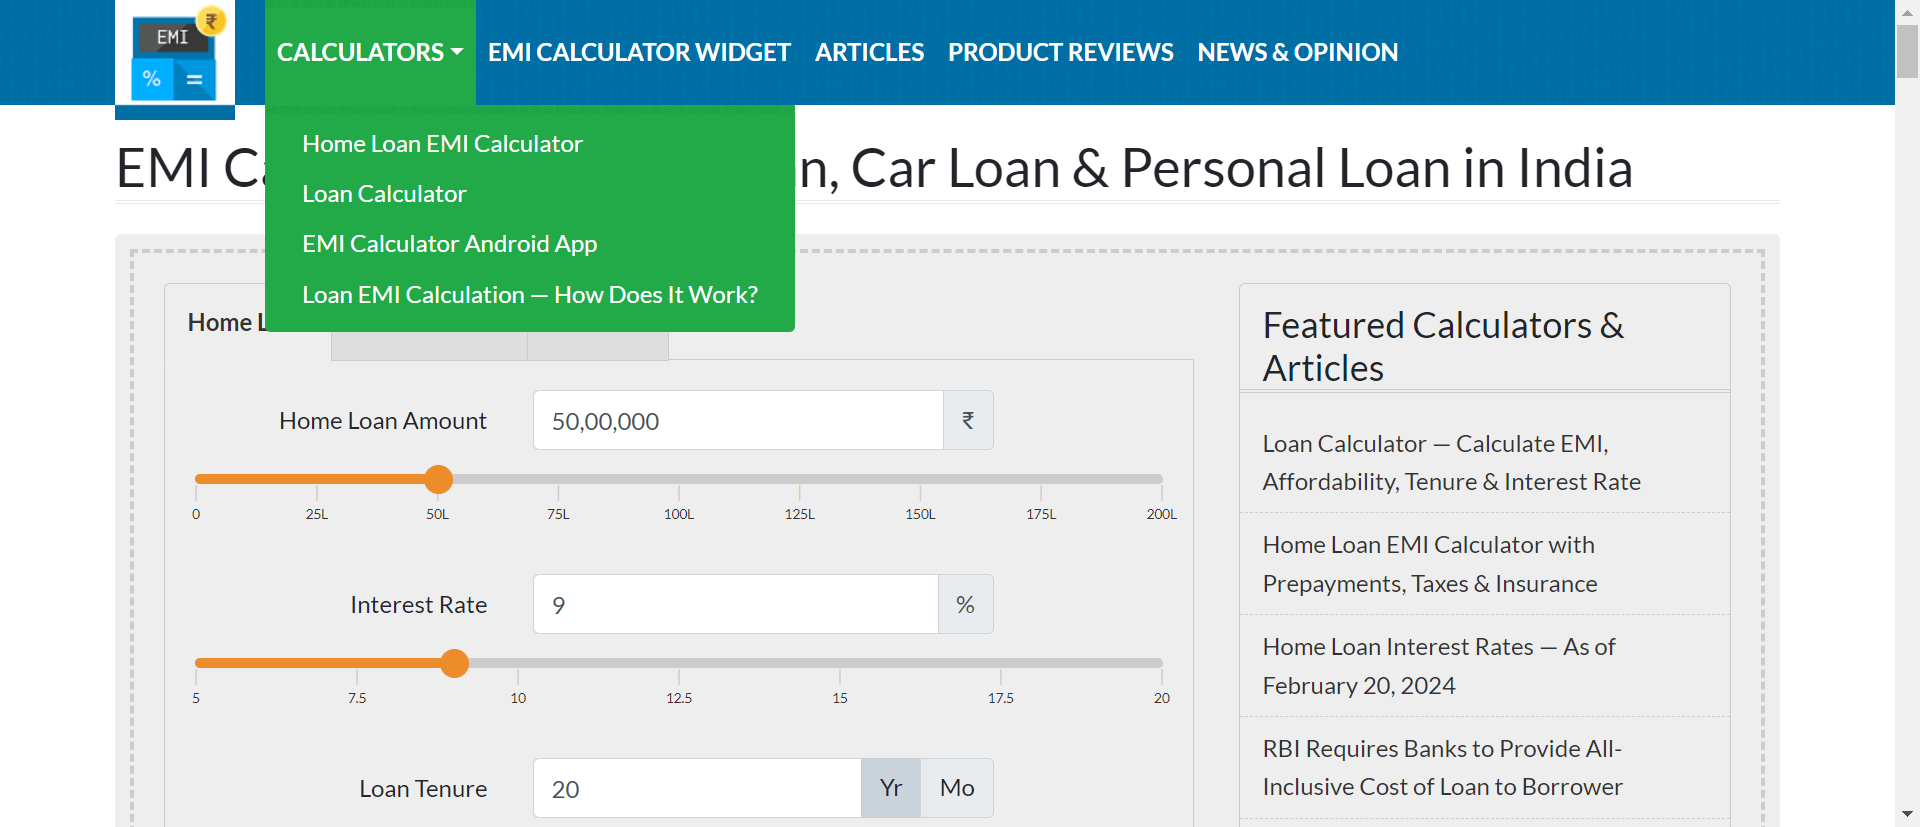 EMI
₹
%
=
CALCULATORS
EMI CALCULATOR WIDGET
ARTICLES
PRODUCT REVIEWS
NEWS & OPINION
Home Loan EMI Calculator
Loan Calculator
EMI Calculator Android App
Loan EMI Calculation — How Does It Work?
EMI n, Car Loan & Personal Loan in India
Home
Home Loan Amount
50,00,000
₹
0 25L 50L 75L 100L 125L 150L 175L 200L
Interest Rate
9
%
5 7.5 10 12.5 15 17.5 20
Loan Tenure
20
Yr
Mo
Featured Calculators &
Articles
Loan Calculator — Calculate EMI,
Affordability, Tenure & Interest Rate
Home Loan EMI Calculator with
Prepayments, Taxes & Insurance
Home Loan Interest Rates — As of
February 20, 2024
RBI Requires Banks to Provide All-
Inclusive Cost of Loan to Borrower